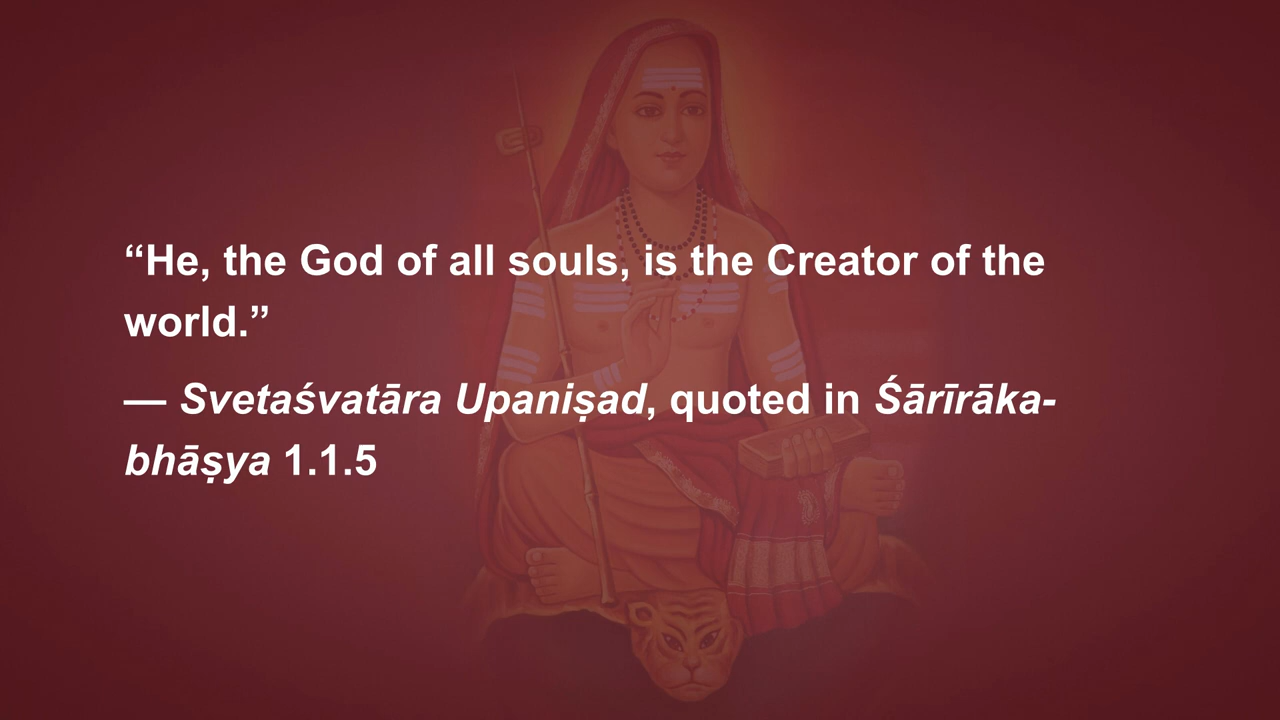 “He, the God of all souls, is the Creator of the
world.”
— Svetaśvatāra Upaniṣad, quoted in Śārīrāka-
bhāṣya 1.1.5